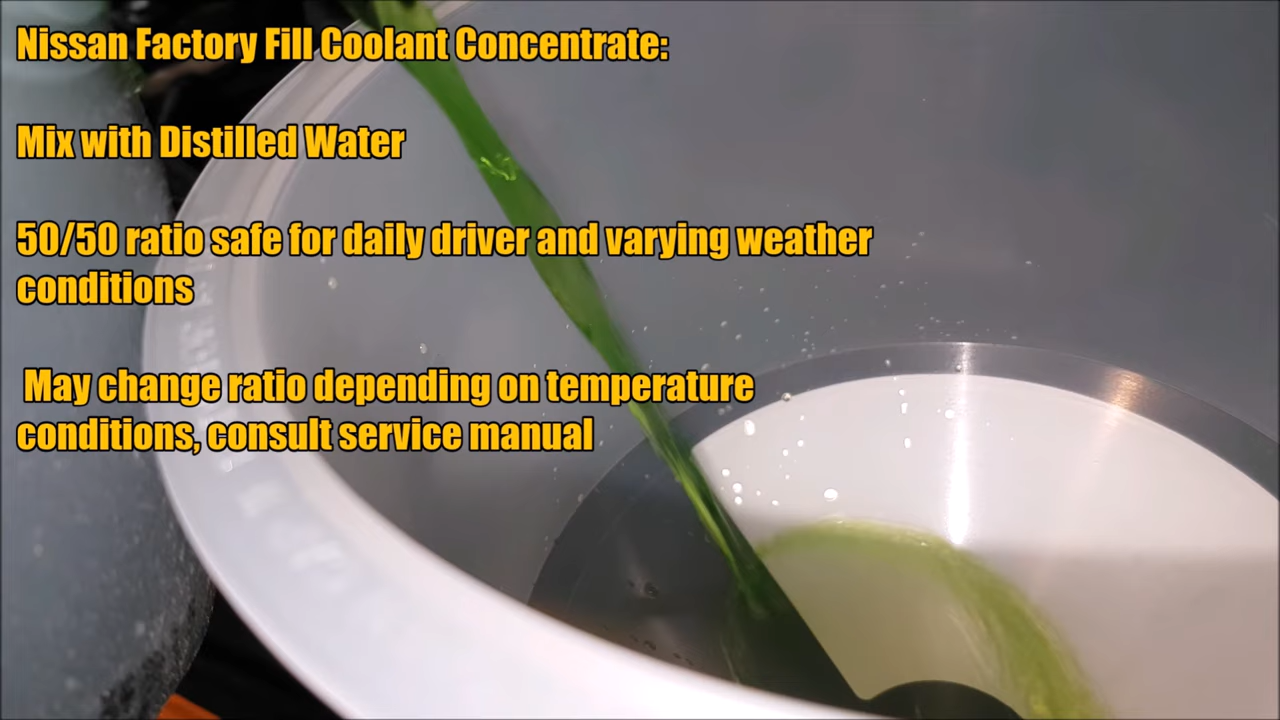 Nissan Factory Fill Coolant Concentrate:
Mix with Distilled Water
50/50 ratio safe for daily driver and varying weather
conditions
May change ratio depending on temperature
conditions, consult service manual